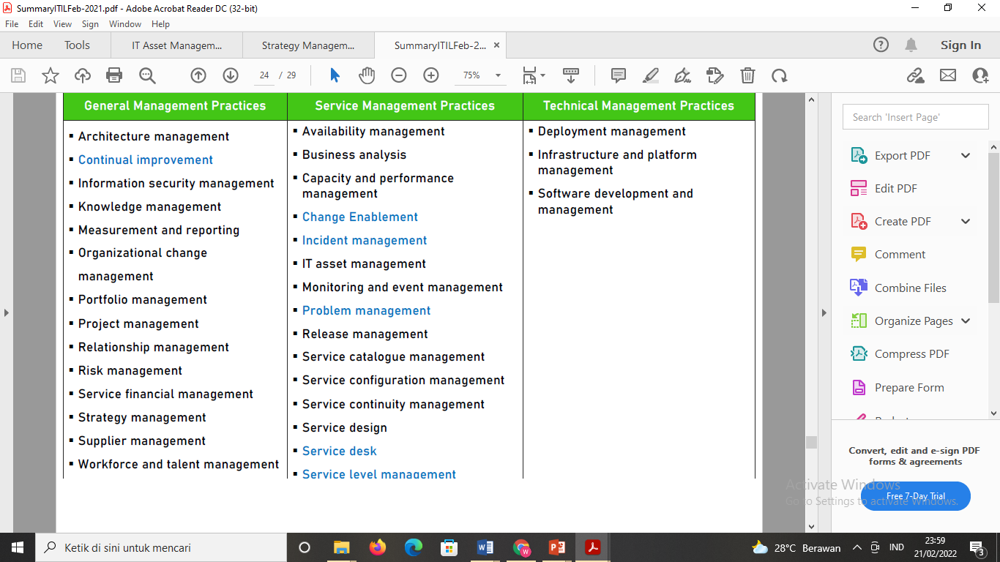 SummaryITILFeb-2021.pdf - Adobe Acrobat Reader DC (32-bit)
File Edit View Sign Window Help
Home Tools IT Asset Managem... Strategy Managem... SummaryITILFeb-2... × Sign In
24 / 29 75%
General Management Practices
▪ Architecture management
▪ Continual improvement
▪ Information security management
▪ Knowledge management
▪ Measurement and reporting
▪ Organizational change
management
▪ Portfolio management
▪ Project management
▪ Relationship management
▪ Risk management
▪ Service financial management
▪ Strategy management
▪ Supplier management
▪ Workforce and talent management
Service Management Practices
▪ Availability management
▪ Business analysis
▪ Capacity and performance
management
▪ Change Enablement
▪ Incident management
▪ IT asset management
▪ Monitoring and event management
▪ Problem management
▪ Release management
▪ Service catalogue management
▪ Service configuration management
▪ Service continuity management
▪ Service design
▪ Service desk
▪ Service level management
Technical Management Practices
▪ Deployment management
▪ Infrastructure and platform
management
▪ Software development and
management
Search 'Insert Page'
Export PDF
Edit PDF
Create PDF
Comment
Combine Files
Organize Pages
Compress PDF
Prepare Form
Convert, edit and e-sign PDF
forms & agreements
Free 7-Day Trial
Activate Windows
Go to Settings to activate Windows.
Ketik di sini untuk mencari
28°C Berawan IND 23:59
21/02/2022
3